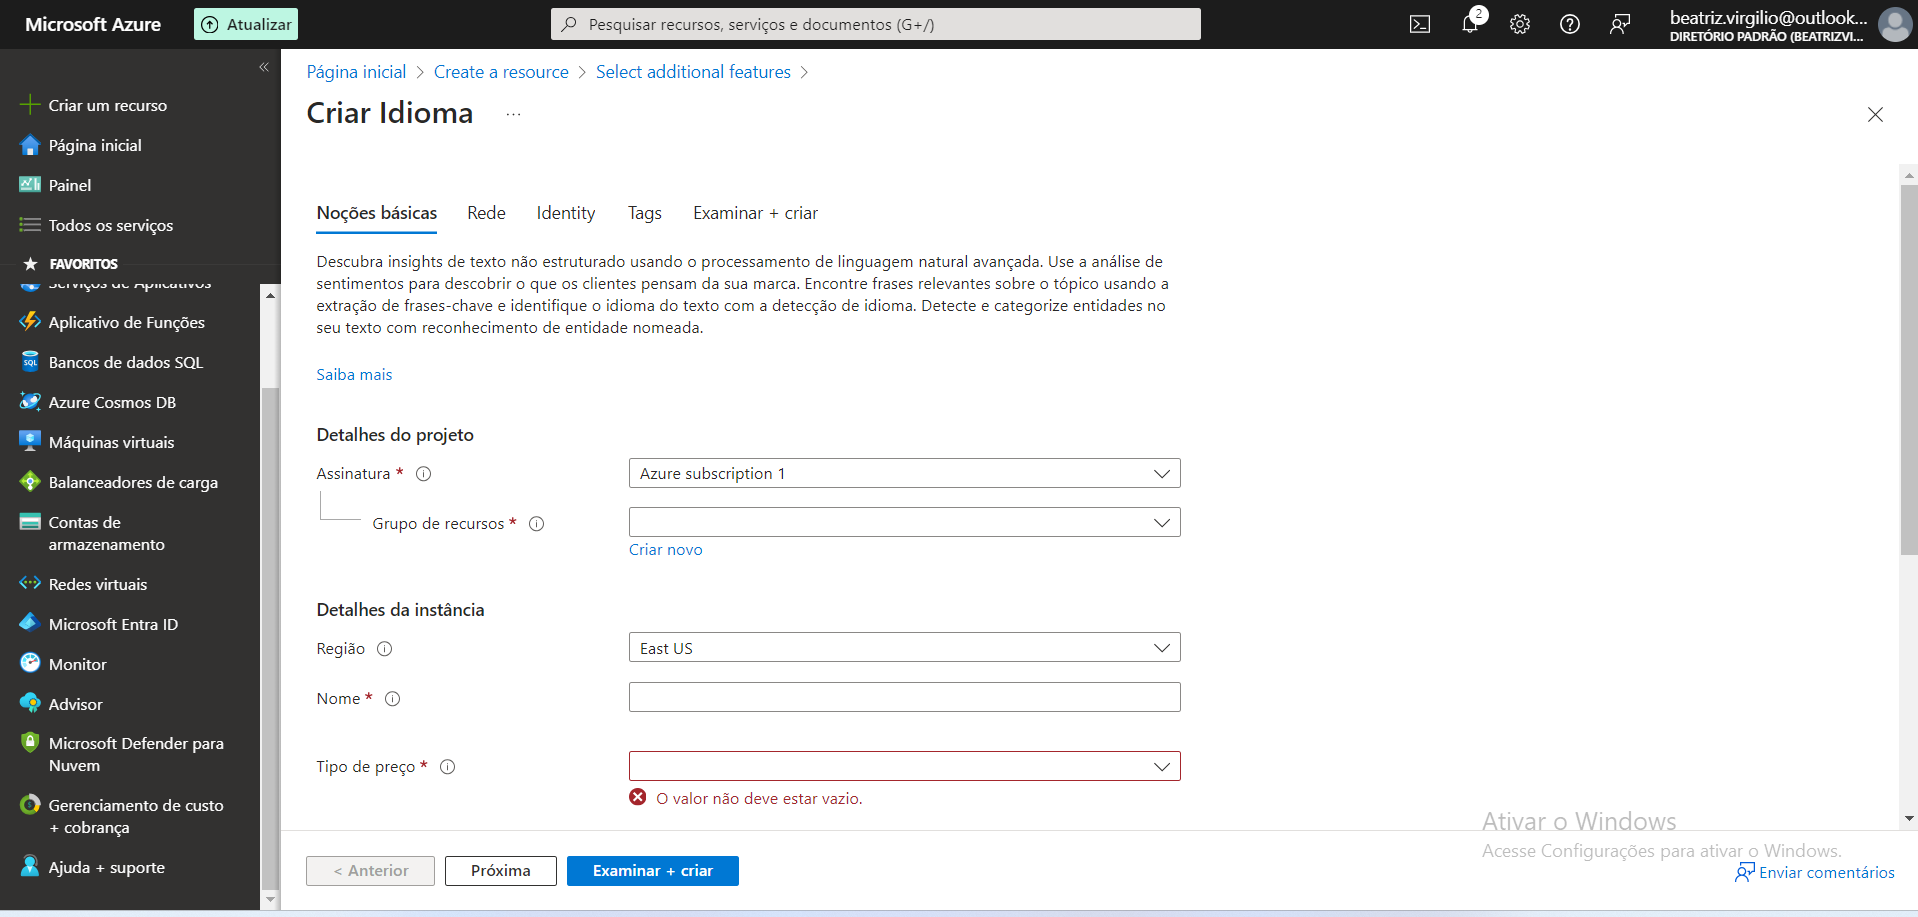 Microsoft Azure
Atualizar
Pesquisar recursos, serviços e documentos (G+/)
2
beatriz.virgilio@outlook...
DIRETÓRIO PADRÃO (BEATRIZVI...
Criar um recurso
Página inicial
Painel
Todos os serviços
FAVORITOS
Serviços de Aplicativos
Aplicativo de Funções
SQL
Bancos de dados SQL
Azure Cosmos DB
Máquinas virtuais
Balanceadores de carga
Contas de
armazenamento
Redes virtuais
Microsoft Entra ID
Monitor
Advisor
Microsoft Defender para
Nuvem
Gerenciamento de custo
+ cobrança
Ajuda + suporte
Página inicial > Create a resource > Select additional features >
Criar Idioma ...
Noções básicas Rede Identity Tags Examinar + criar
Descubra insights de texto não estruturado usando o processamento de linguagem natural avançada. Use a análise de
sentimentos para descobrir o que os clientes pensam da sua marca. Encontre frases relevantes sobre o tópico usando a
extração de frases-chave e identifique o idioma do texto com a detecção de idioma. Detecte e categorize entidades no
seu texto com reconhecimento de entidade nomeada.
Saiba mais
Detalhes do projeto
Assinatura * Azure subscription 1
Grupo de recursos *
Criar novo
Detalhes da instância
Região East US
Nome *
Tipo de preço *
O valor não deve estar vazio.
< Anterior Próxima Examinar + criar
Ativar o Windows
Acesse Configurações para ativar o Windows.
Enviar comentários